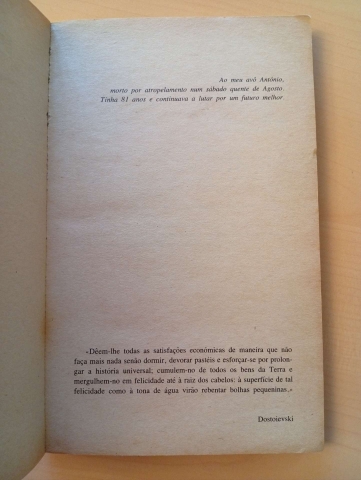 Ao meu avô António,
morto por atropelamento num sábado quente de Agosto.
Tinha 81 anos e continuava a lutar por um futuro melhor
«Dêem-lhe todas as satisfações económicas de maneira que não
faça mais nada senão dormir, devorar pastéis e esforçar-se por prolon-
gar a história universal; cumulem-no de todos os bens da Terra e
mergulhem-no em felicidade até à raiz dos cabelos: à superfície de tal
felicidade como à tona de água virão rebentar bolhas pequeninas.»
Dostoievski